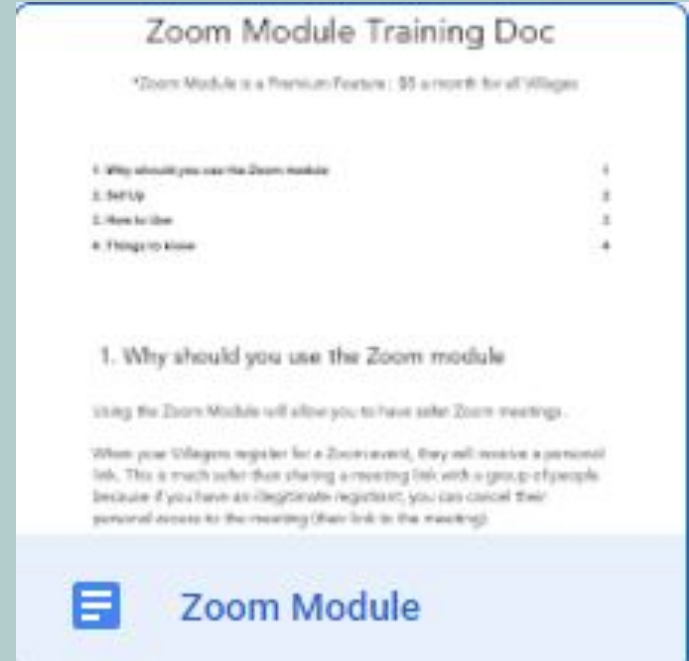 Zoom Module Training Doc
*Zoom Module is a Premium Feature: a month for all Villages
1. Why should you use the Zoom module 1
2. Set Up 2
3. How to Use 3
4. Things to know 4
1. Why should you use the Zoom module
Using the Zoom Module will allow you to have safer Zoom meetings.
When your Villagers register for a Zoom event, they will receive a personal
link. This is much safer than sharing a meeting link with a group of people
because if you have an illegitimate registrant, you can cancel their
personal access to the meeting (their link to the meeting)
Zoom Module